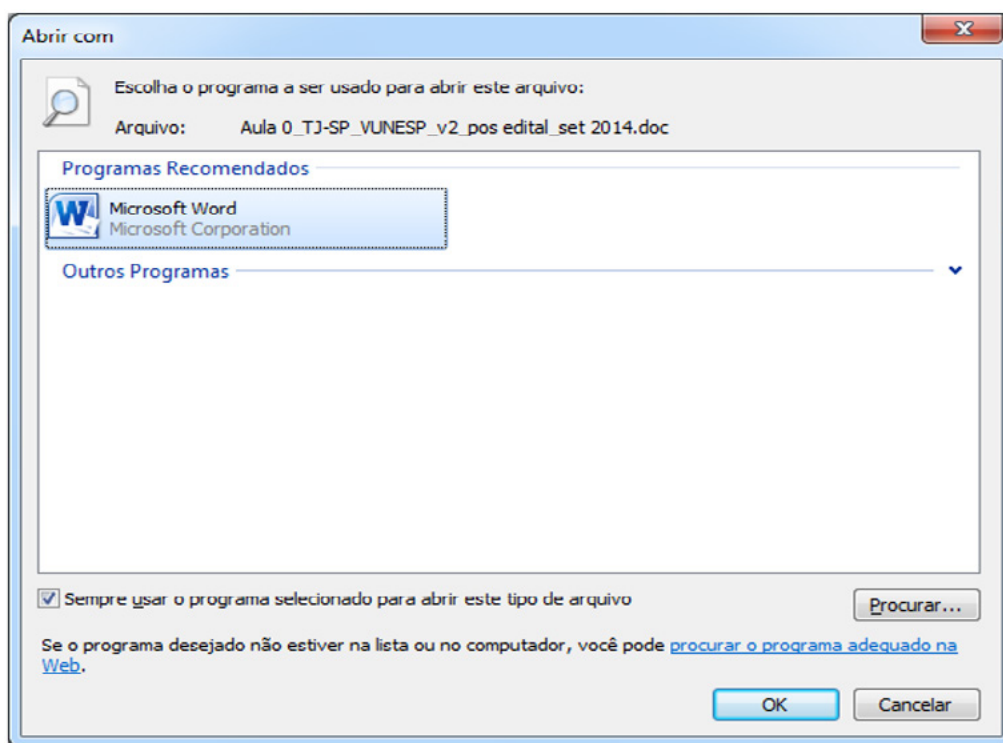 Abrir com
Escolha o programa a ser usado para abrir este arquivo:
Arquivo: Aula 0_TJ-SP_VUNESP_v2_pos edital_set 2014.doc
Programas Recomendados
Microsoft Word
Microsoft Corporation
Outros Programas
Sempre usar o programa selecionado para abrir este tipo de arquivo
Procurar...
Se o programa desejado não estiver na lista ou no computador, você pode procurar o programa adequado na
Web.
OK Cancelar